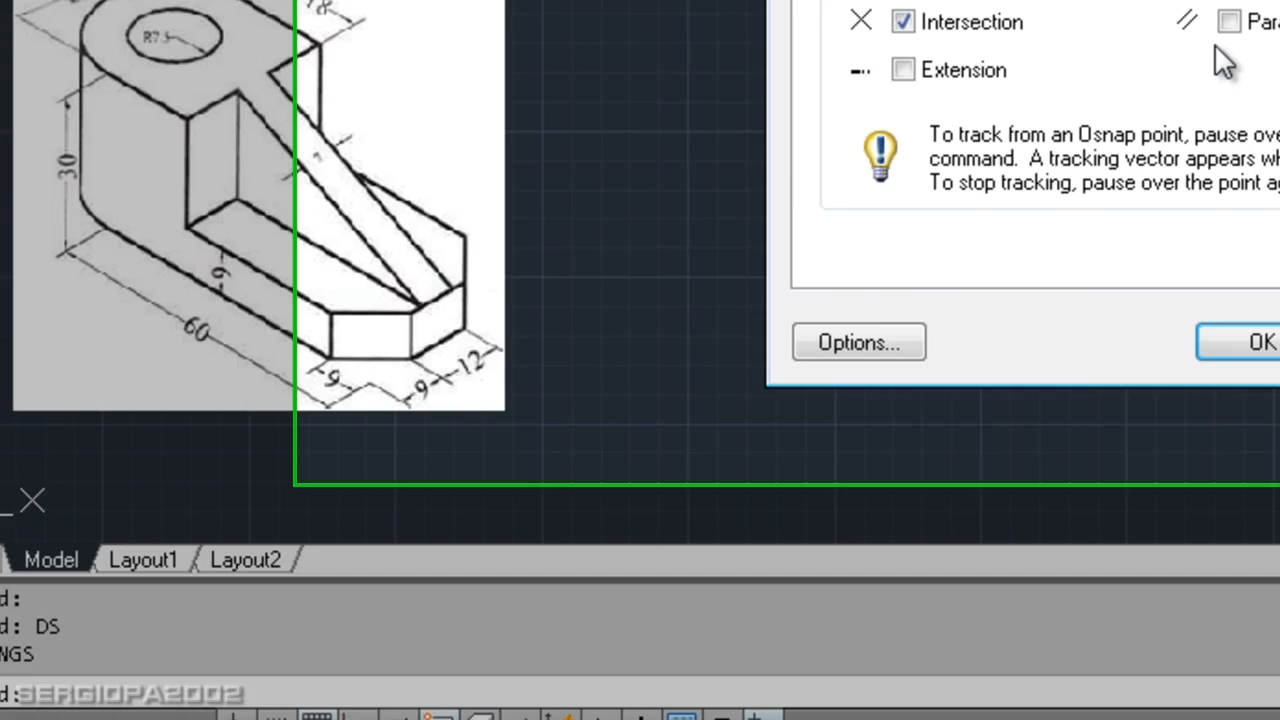 18
Intersection
R7.5
Extension
To track from an Osnap point, pause ove
command. A tracking vector appears wh
To stop tracking, pause over the point ag
30
9
60
Options...
OK
9
9
12
Model
Layout1
Layout2
d:
d: DS
NGS
d:
SERGIOPA2002